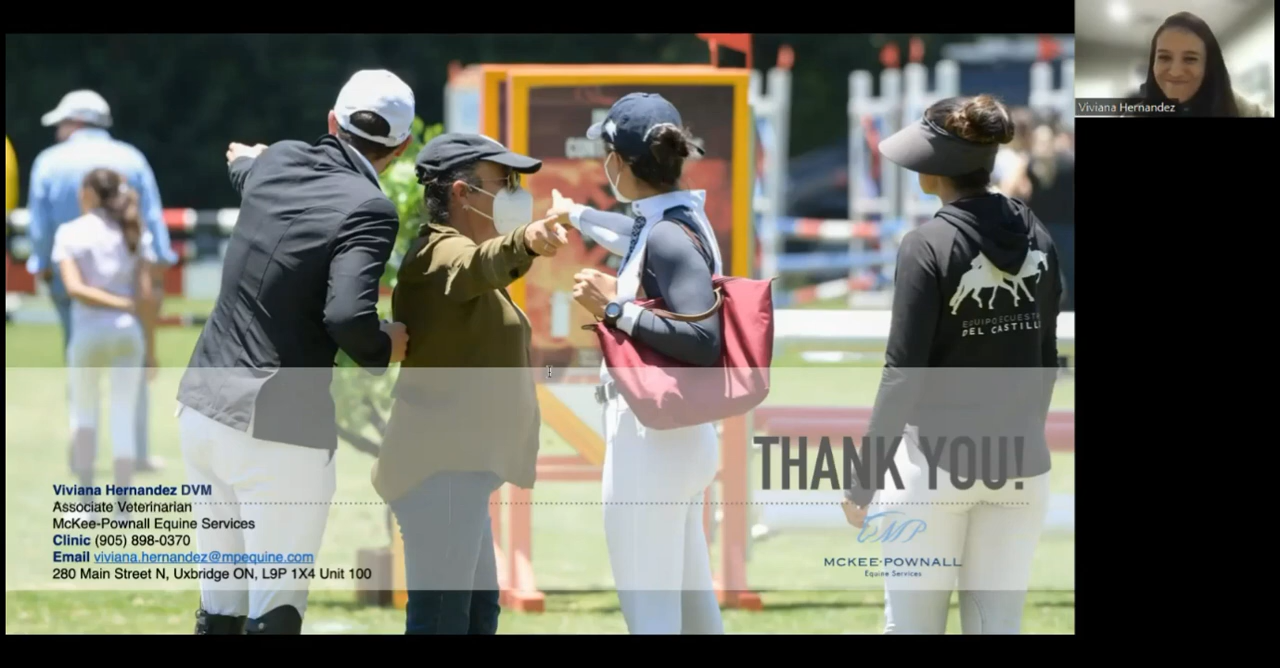 Viviana Hernandez
EQUIPO ECUESTR
DEL CASTILL
THANK YOU!
Viviana Hernandez DVM
Associate Veterinarian
McKee-Pownall Equine Services
Clinic (905) 898-0370
Email viviana.hernandez@mpequine.com
280 Main Street N, Uxbridge ON, L9P 1X4 Unit 100
MP
MCKEE·POWNALL
Equine Services